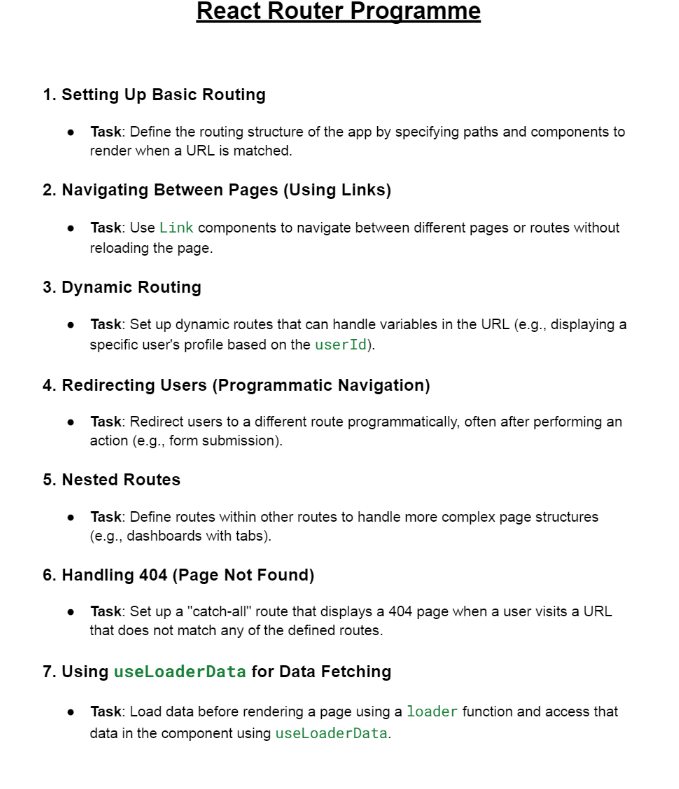 React Router Programme
1. Setting Up Basic Routing
● Task: Define the routing structure of the app by specifying paths and components to
render when a URL is matched.
2. Navigating Between Pages (Using Links)
● Task: Use Link components to navigate between different pages or routes without
reloading the page.
3. Dynamic Routing
● Task: Set up dynamic routes that can handle variables in the URL (e.g., displaying a
specific user's profile based on the userId).
4. Redirecting Users (Programmatic Navigation)
● Task: Redirect users to a different route programmatically, often after performing an
action (e.g., form submission).
5. Nested Routes
● Task: Define routes within other routes to handle more complex page structures
(e.g., dashboards with tabs).
6. Handling 404 (Page Not Found)
● Task: Set up a "catch-all" route that displays a 404 page when a user visits a URL
that does not match any of the defined routes.
7. Using useLoaderData for Data Fetching
● Task: Load data before rendering a page using a loader function and access that
data in the component using useLoaderData.